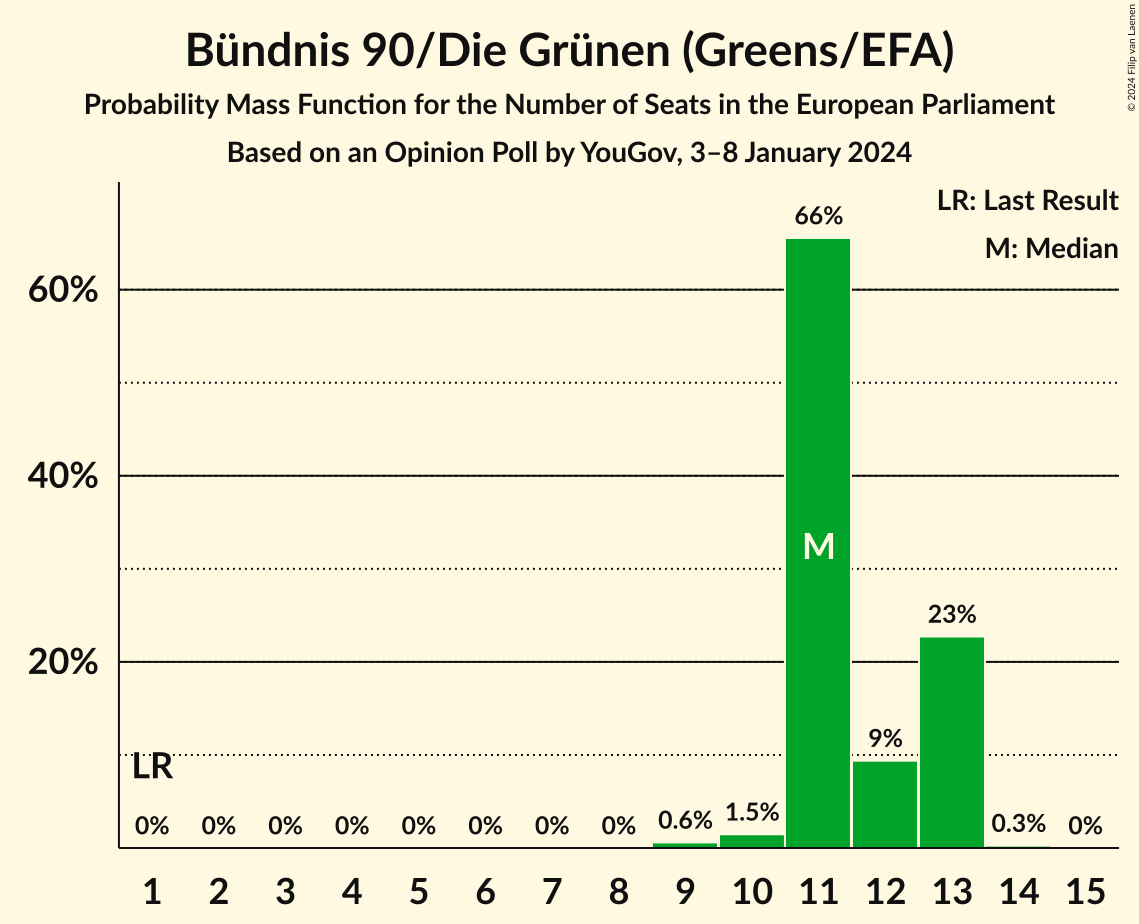 Bündnis 90/Die Grünen (Greens/EFA)
Probability Mass Function for the Number of Seats in the European Parliament
Based on an Opinion Poll by YouGov, 3–8 January 2024
© 2024 Filip van Laenen
LR: Last Result
M: Median
60%
40%
20%
66%
M
23%
9%
LR
0% 0% 0% 0% 0% 0% 0% 0% 0.6% 1.5% 0.3% 0%
1 2 3 4 5 6 7 8 9 10 11 12 13 14 15